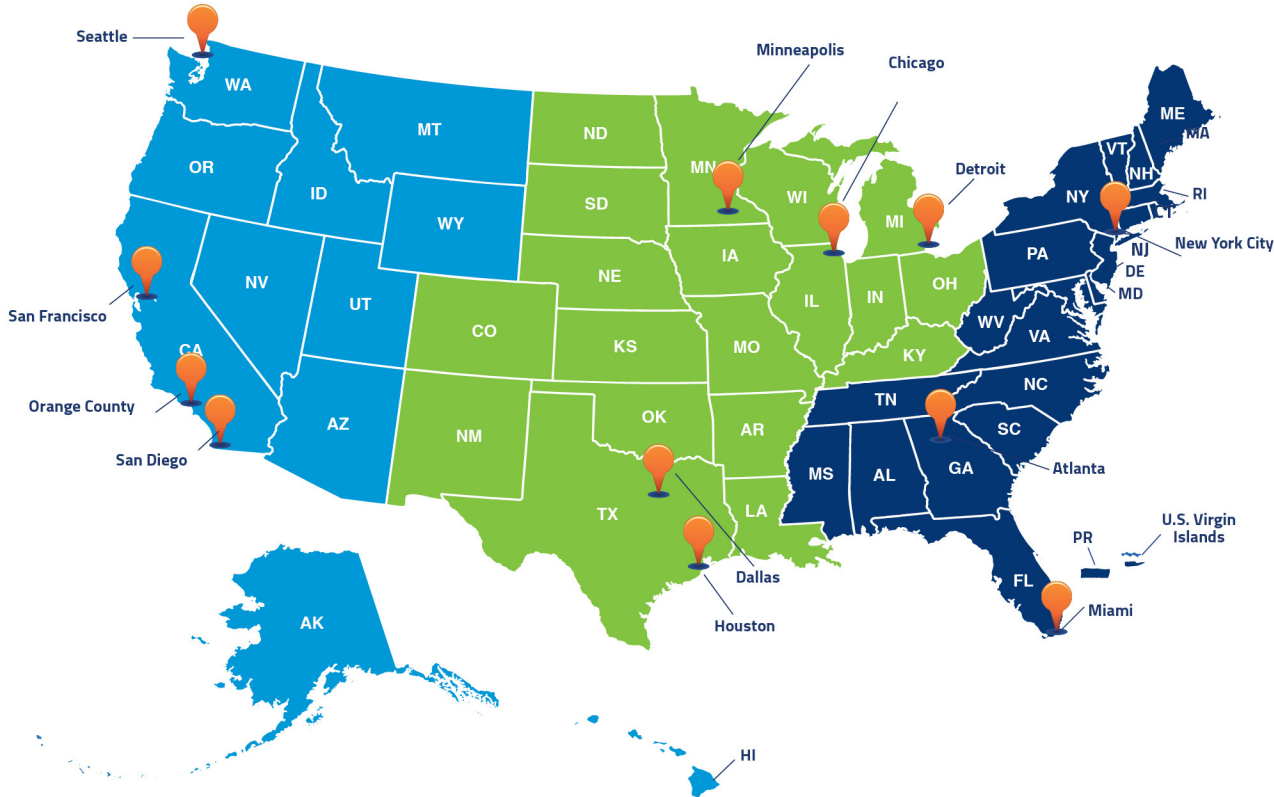 Seattle
Minneapolis
Chicago
WA
MT
ND
MN
ME
MA
VT
NH
OR
ID
SD
WI
MI
Detroit
NY
RI
CT
WY
IA
New York City
NJ
PA
DE
MD
NV
UT
NE
IL
IN
OH
San Francisco
CA
CO
KS
MO
KY
WV
VA
Orange County
AZ
NM
OK
AR
TN
NC
SC
San Diego
MS
AL
GA
Atlanta
TX
LA
U.S. Virgin
Islands
PR
Dallas
FL
Miami
Houston
AK
HI